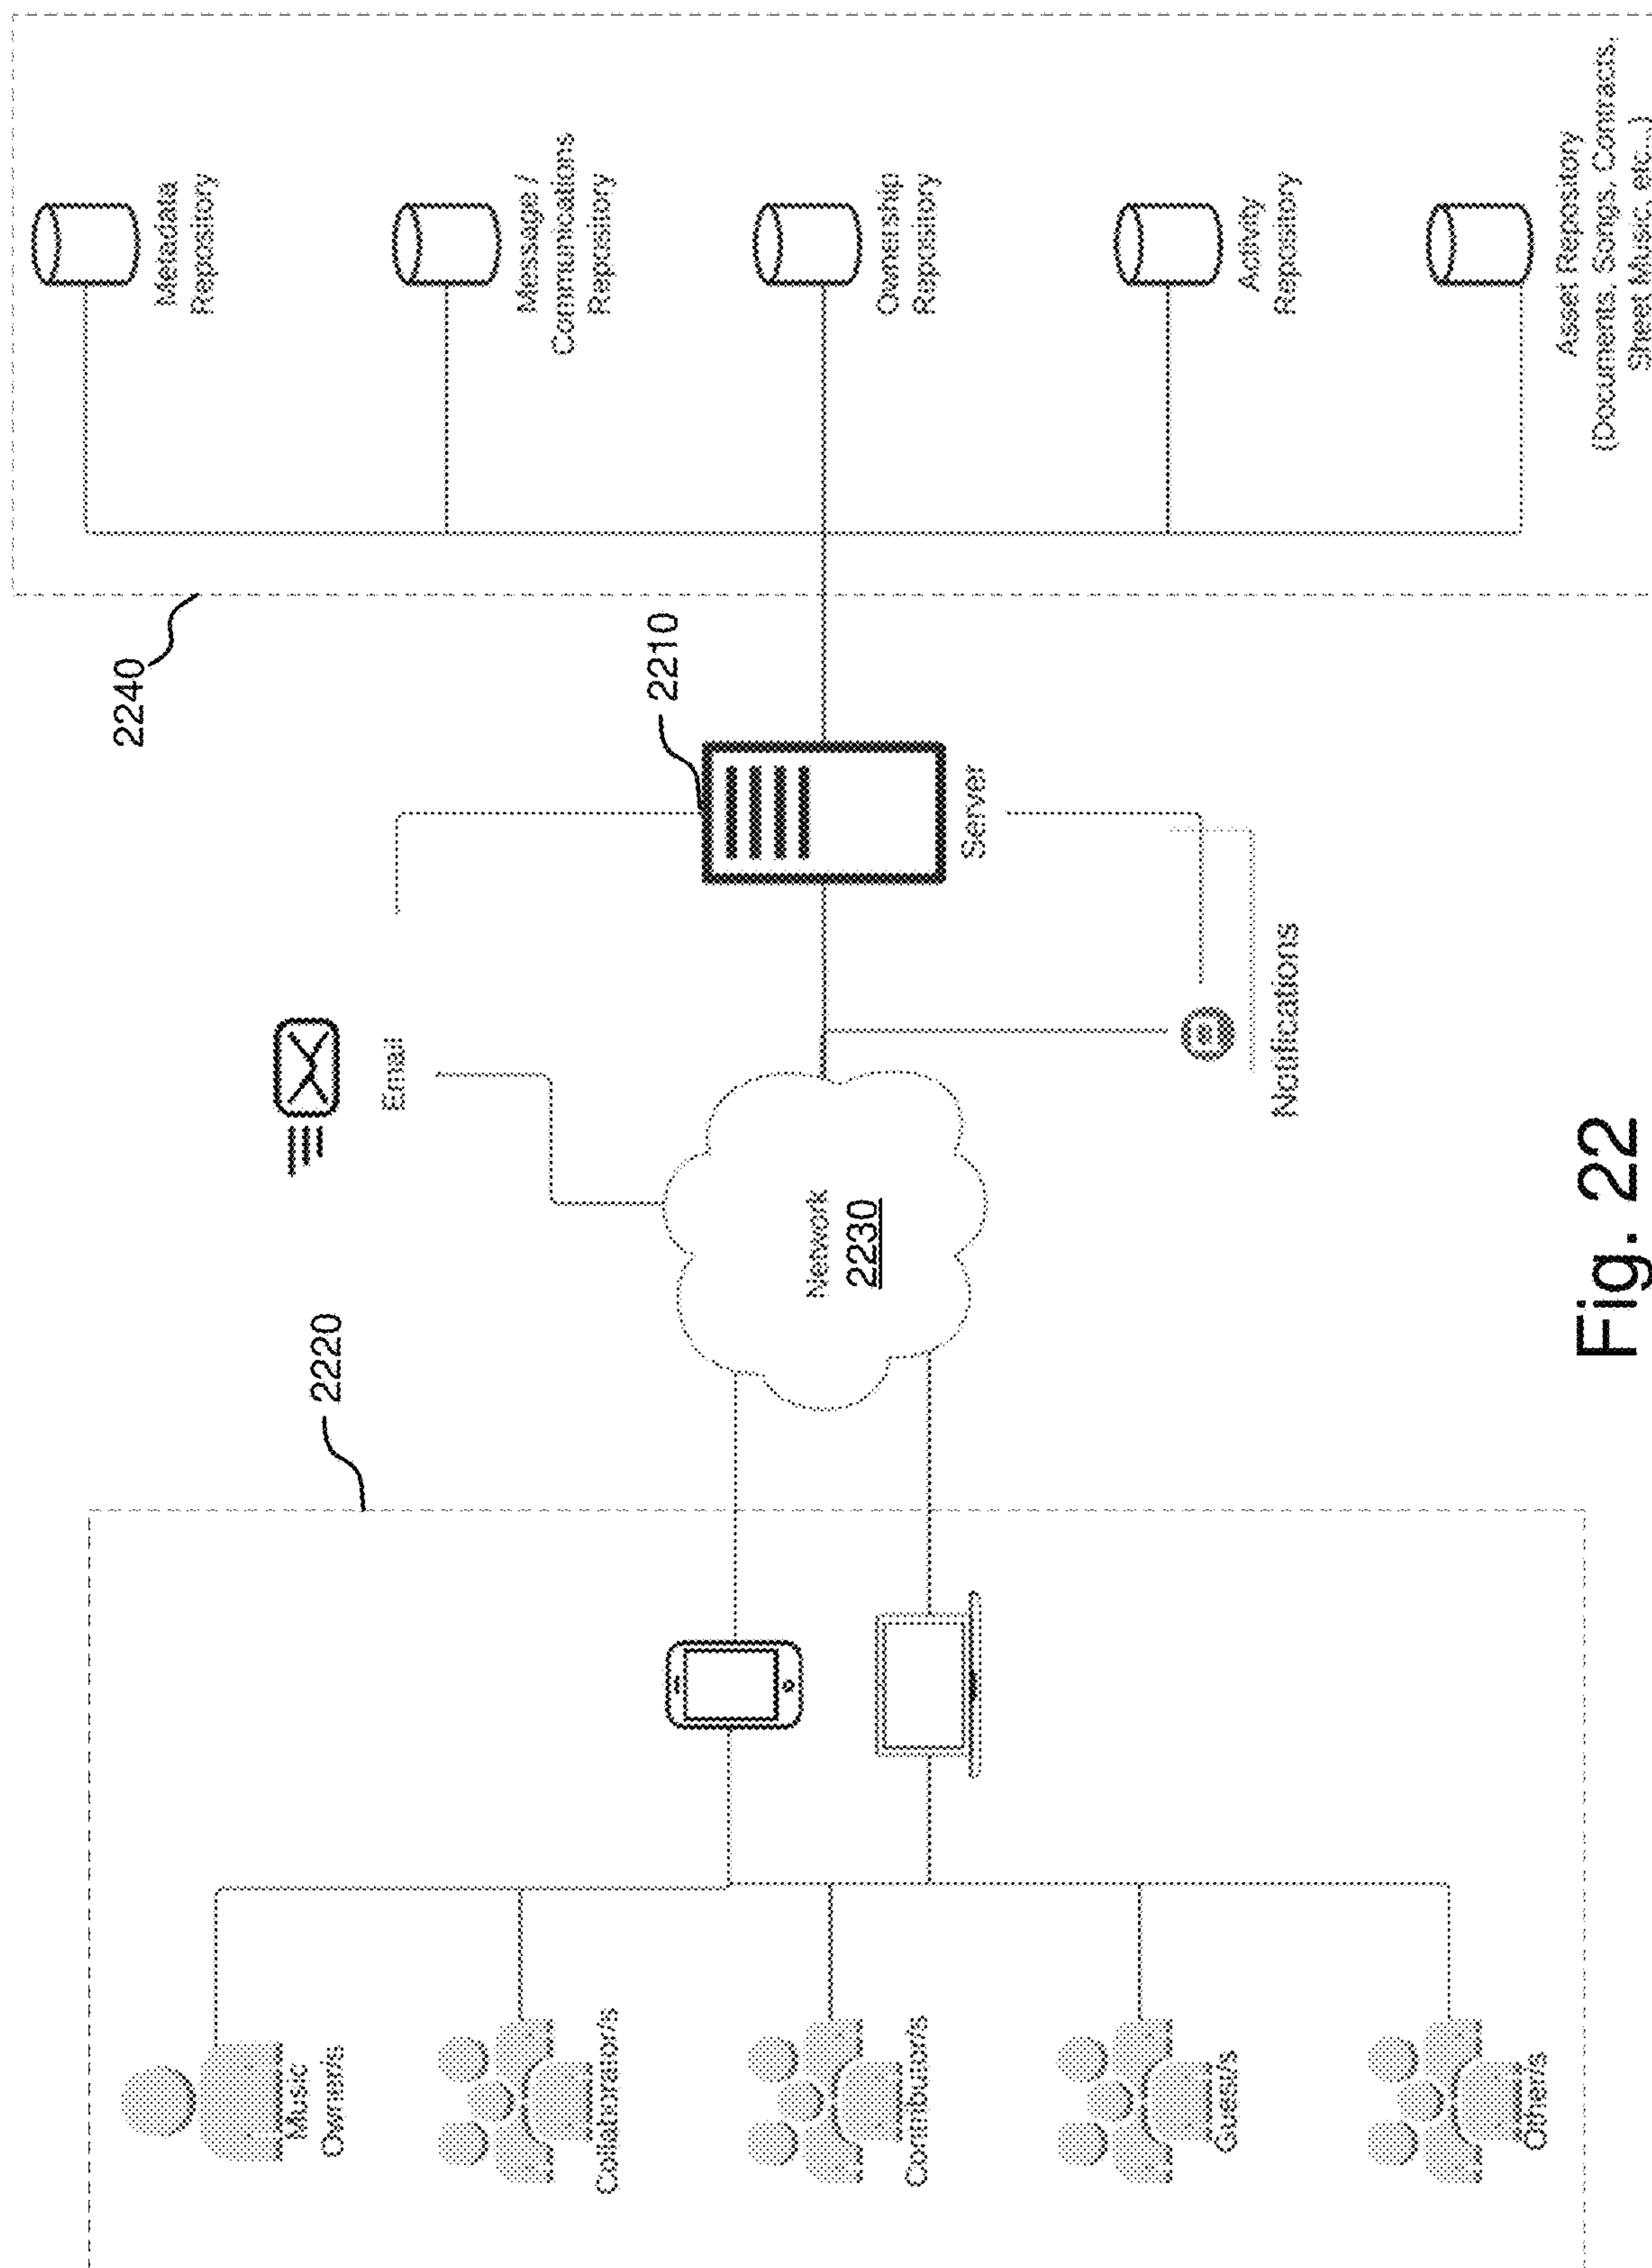 2220
Music
Owner/s
Collaborator/s
Contributor/s
Guest/s
Other/s
Email
Network
2230
Notifications
2210
Server
2240
Metadata
Repository
Message /
Communications
Repository
Ownership
Repository
Activity
Repository
Asset Repository
(Documents, Songs, Contracts,
Sheet Music, etc...)
Fig. 22